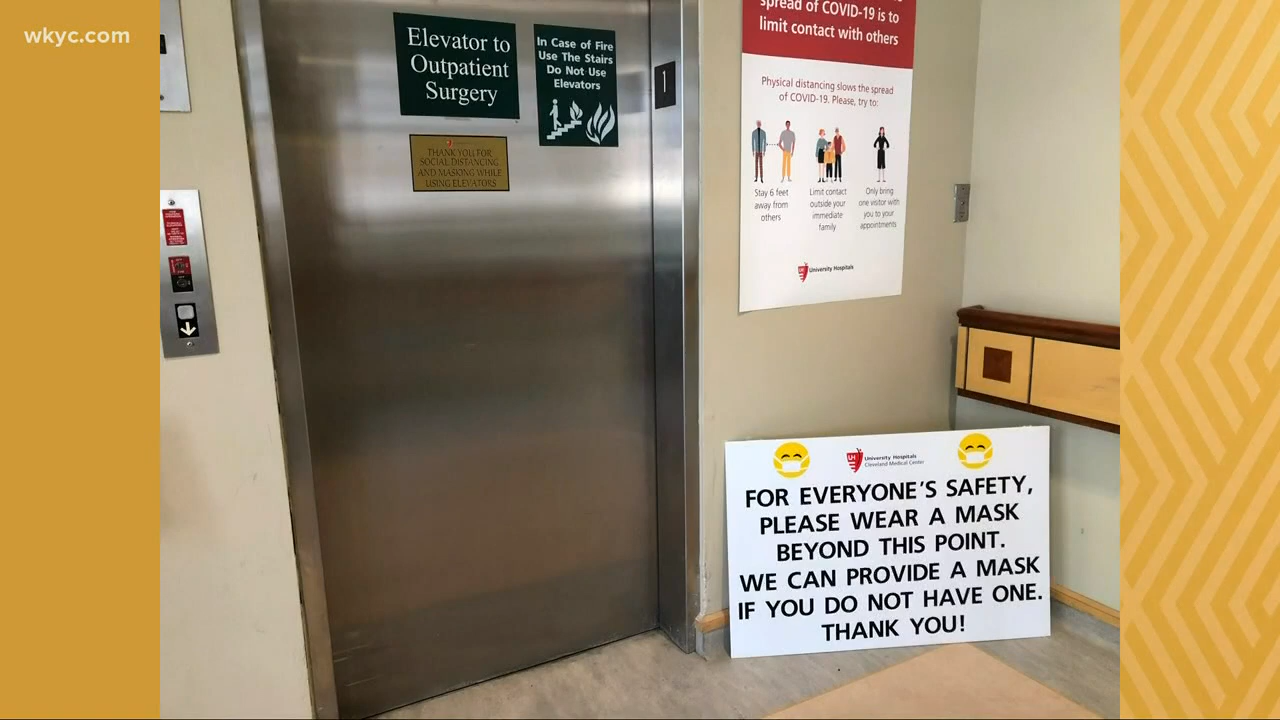 wkyc.com
Elevator to
Outpatient
Surgery
In Case of Fire
Use The Stairs
Do Not Use
Elevators
1
THANK YOU FOR
SOCIAL DISTANCING
AND MASKING WHILE
USING ELEVATORS
spread of COVID-19 is to
limit contact with others
Physical distancing slows the spread
of COVID-19. Please, try to:
Stay 6 feet
away from
others
Limit contact
outside your
immediate
family
Only bring
one visitor with
you to your
appointments
UH University Hospitals
UH University Hospitals
Cleveland Medical Center
FOR EVERYONE'S SAFETY,
PLEASE WEAR A MASK
BEYOND THIS POINT.
WE CAN PROVIDE A MASK
IF YOU DO NOT HAVE ONE.
THANK YOU!